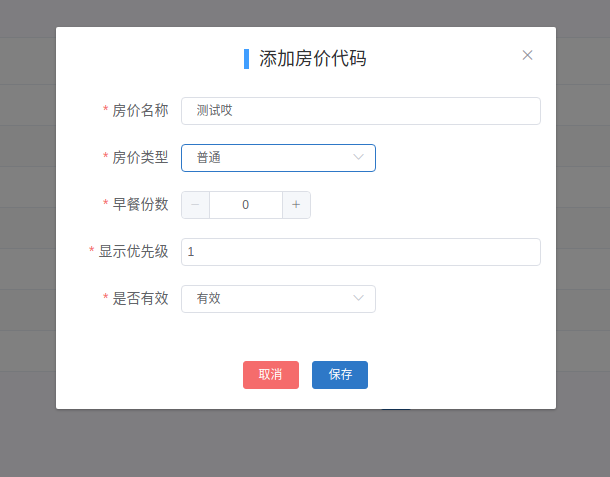 添加房价代码
* 房价名称 测试哎
* 房价类型 普通
* 早餐份数 − 0 +
* 显示优先级 1
* 是否有效 有效
取消 保存